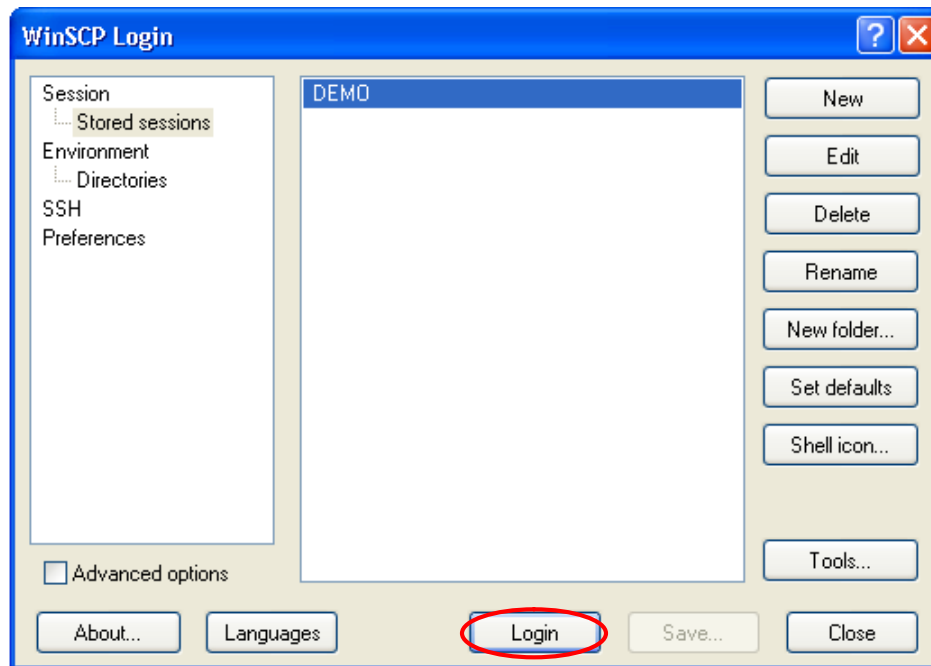 WinSCP Login
Session
Stored sessions
Environment
Directories
SSH
Preferences
DEMO
New
Edit
Delete
Rename
New folder...
Set defaults
Shell icon...
Tools...
Advanced options
About...
Languages
Login
Save...
Close